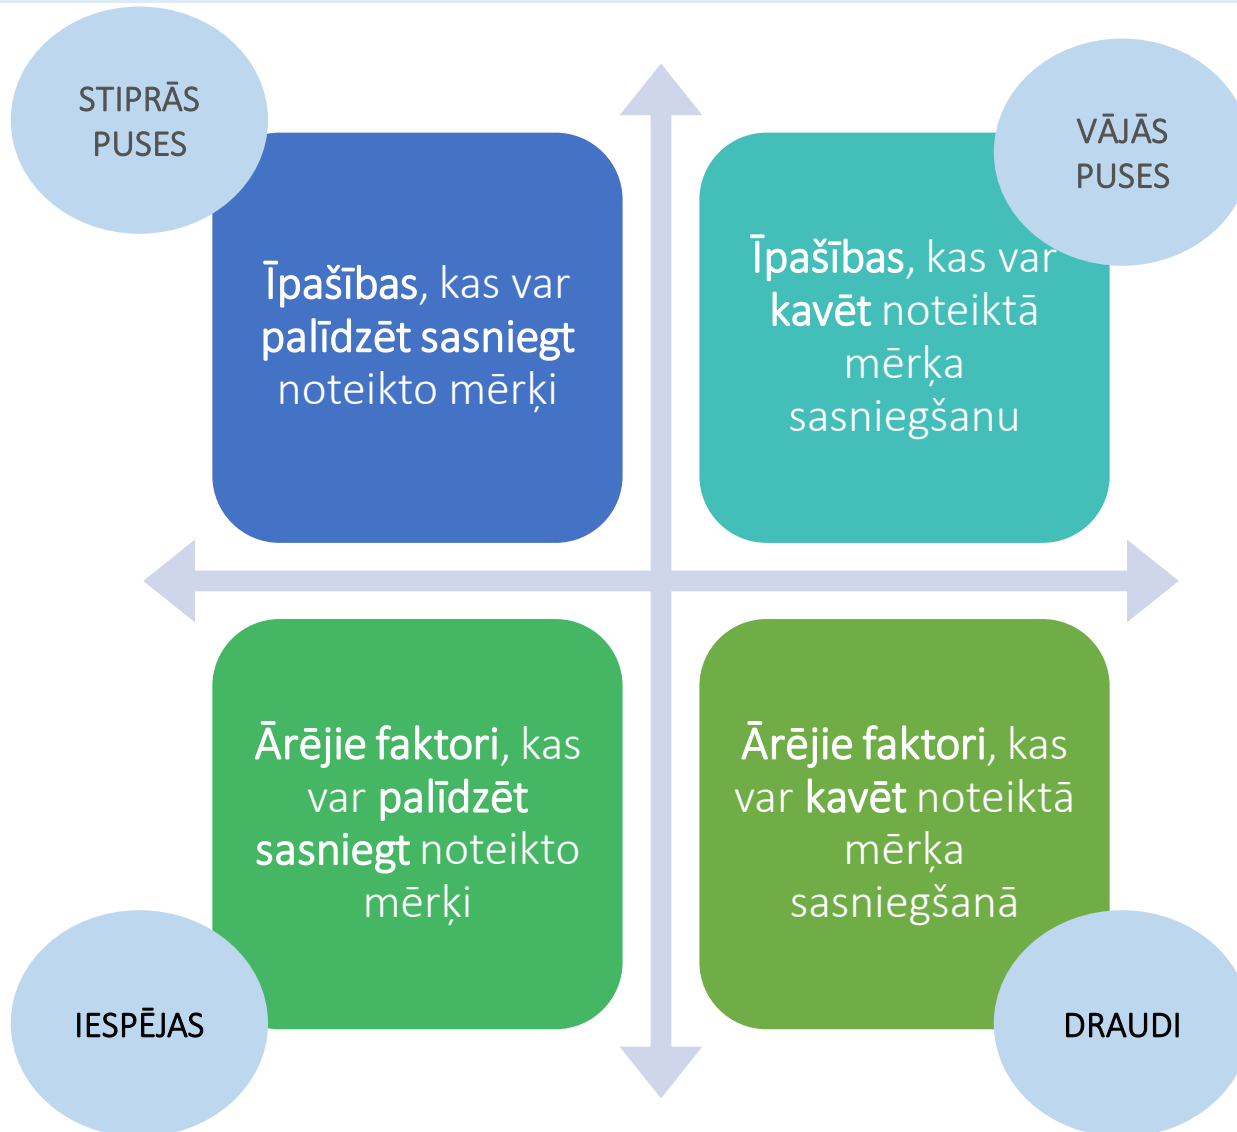 STIPRĀS
PUSES
Īpašības, kas var
palīdzēt sasniegt
noteikto mērķi
VĀJĀS
PUSES
Īpašības, kas var
kavēt noteiktā
mērķa
sasniegšanu
Ārējie faktori, kas
var palīdzēt
sasniegt noteikto
mērķi
IESPĒJAS
Ārējie faktori, kas
var kavēt noteiktā
mērķa
sasniegšanā
DRAUDI